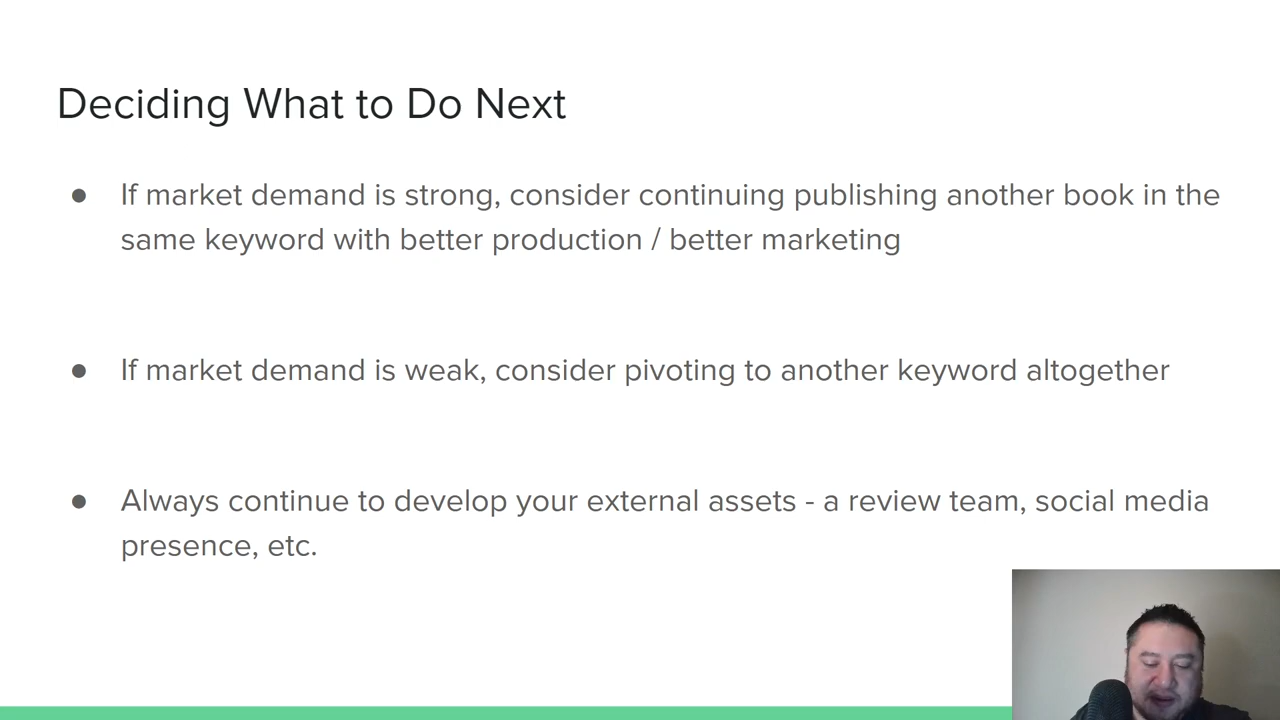 Deciding What to Do Next
● If market demand is strong, consider continuing publishing another book in the
same keyword with better production / better marketing
● If market demand is weak, consider pivoting to another keyword altogether
● Always continue to develop your external assets - a review team, social media
presence, etc.